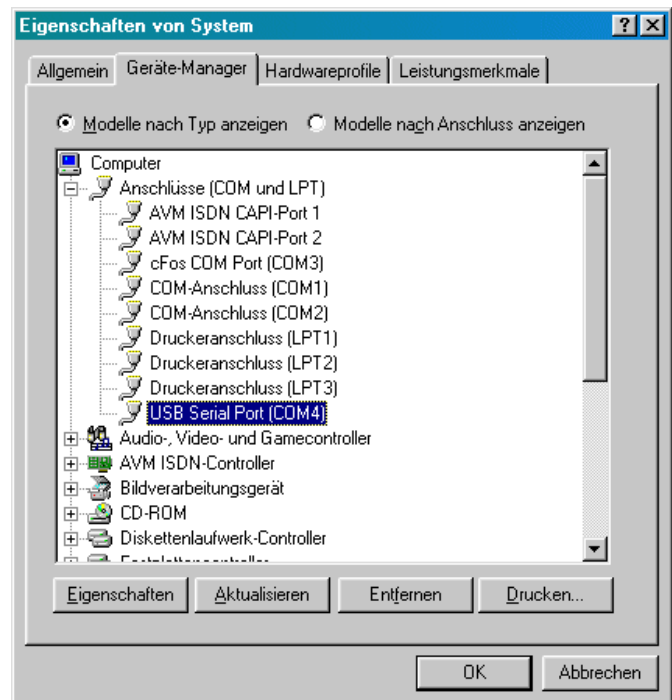 Eigenschaften von System
Allgemein Geräte-Manager Hardwareprofile Leistungsmerkmale
Modelle nach Typ anzeigen Modelle nach Anschluss anzeigen
Computer
Anschlüsse (COM und LPT)
AVM ISDN CAPI-Port 1
AVM ISDN CAPI-Port 2
cFos COM Port (COM3)
COM-Anschluss (COM1)
COM-Anschluss (COM2)
Druckeranschluss (LPT1)
Druckeranschluss (LPT2)
Druckeranschluss (LPT3)
USB Serial Port (COM4)
Audio-, Video- und Gamecontroller
AVM ISDN-Controller
Bildverarbeitungsgerät
CD-ROM
Diskettenlaufwerk-Controller
Eigenschaften Aktualisieren Entfernen Drucken...
OK Abbrechen